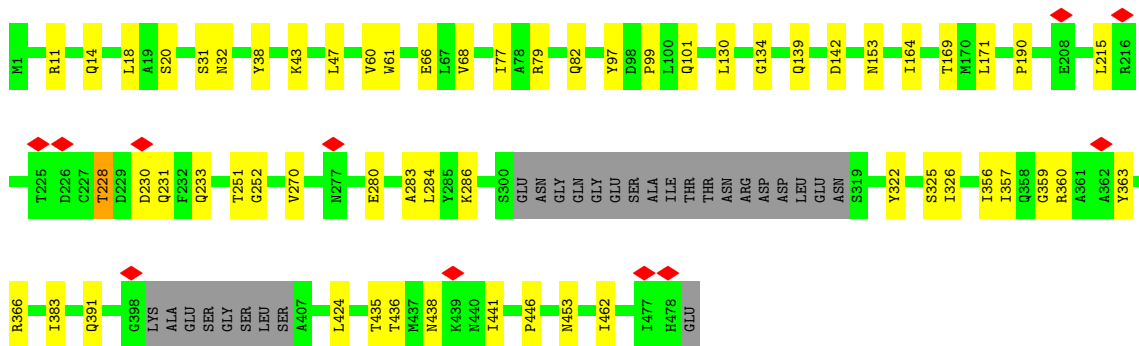 M1 R11 Q14 L18 A19 S20 S31 N32 Y38 K43 L47 V60 W61 E66 L67 V68 I77 A78 R79 Q82 Y97 D98 P99 L100 Q101 L130 G134 Q139 D142 N153 I164 T169 M170 L171 P190 E208 L215 R216
T225 D226 C227 T228 D229 D230 Q231 F232 Q233 T251 G252 V270 N277 E280 A283 L284 Y285 K286 S300 GLU ASN GLY GLN GLY GLU SER ALA ILE THR THR ASN ARG ASP ASP LEU GLU ASN S319 Y322 S325 I326 I356 I357 Q358 G359 R360 A361 A362 Y363
R366 I383 Q391 G398 LYS ALA GLU SER GLY SER LEU SER A407 L424 T435 T436 M437 N438 K439 N440 I441 P446 N453 I462 I477 H478 GLU